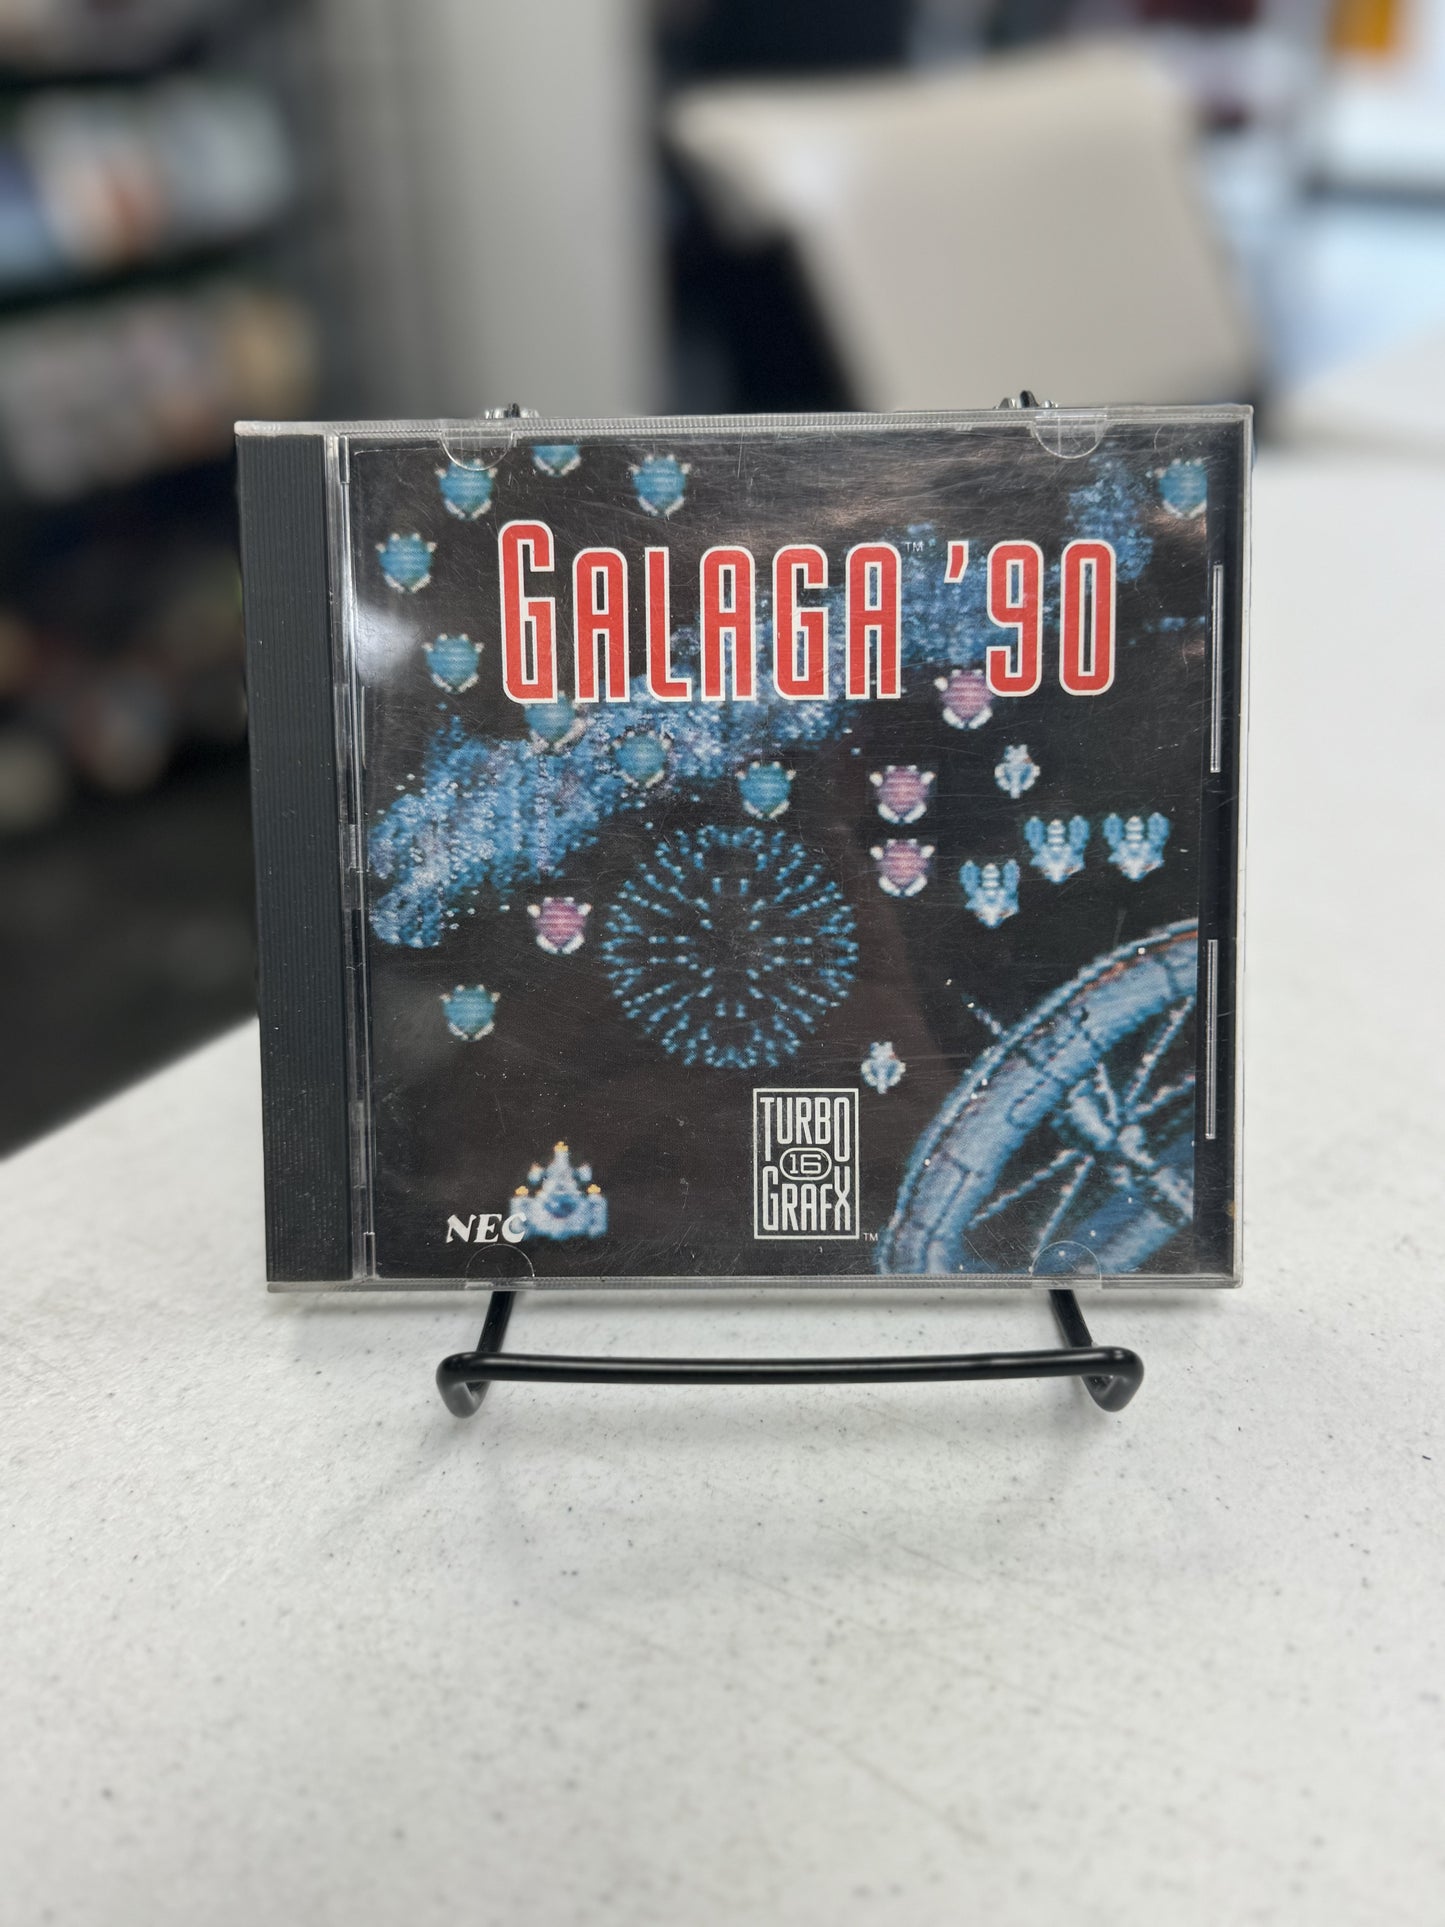 GALAGA™ '90
TURBO
16
GRAFX™
NEC